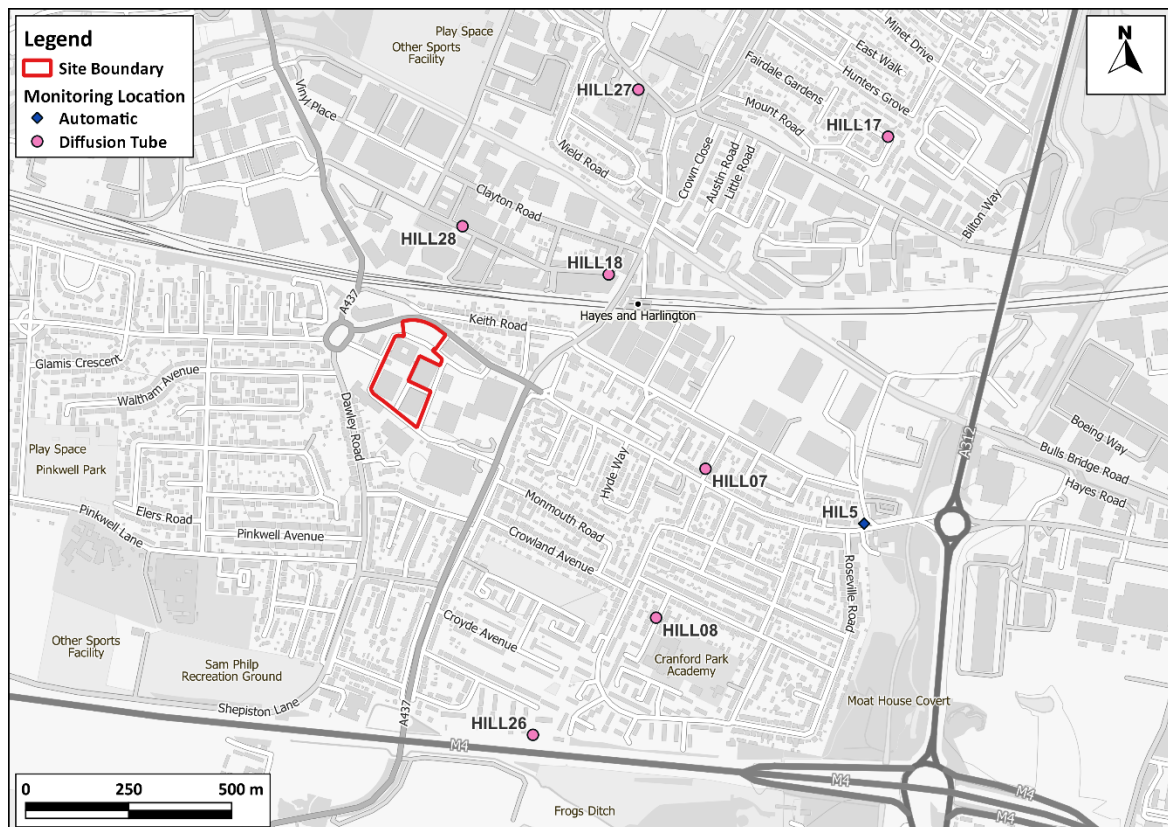 Legend
Site Boundary
Monitoring Location
Automatic
Diffusion Tube
N
Play Space
Other Sports
Facility
Minet Drive
East Walk
Hunters Grove
Fairdale Gardens
Mount Road
HILL27
HILL17
Vinyl Place
Nield Road
Crown Close
Austin Road
Little Road
Clayton Road
Bilton Way
HILL28
HILL18
A437
Keith Road
Hayes and Harlington
Glamis Crescent
Waltham Avenue
Dawley Road
A312
Boeing Way
Bulls Bridge Road
Hayes Road
Play Space
Pinkwell Park
Hyde Way
HILL07
HIL5
Elers Road
Pinkwell Lane
Pinkwell Avenue
Monmouth Road
Crowland Avenue
Roseville Road
Croyde Avenue
HILL08
Other Sports
Facility
Sam Philp
Recreation Ground
Cranford Park
Academy
Shepiston Lane
A437
HILL26
Moat House Covert
M4
M4
M4
M4
0 250 500 m
Frogs Ditch